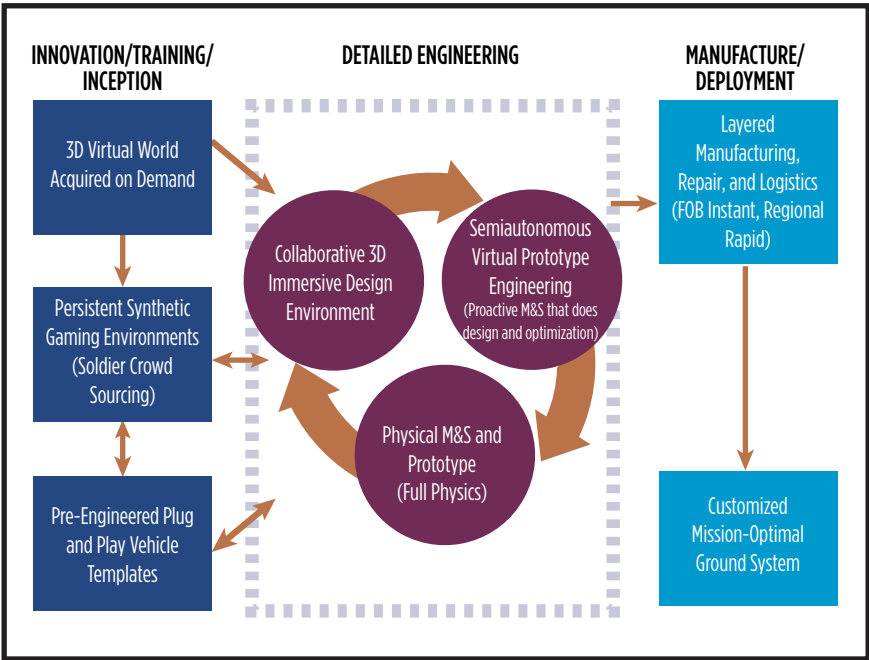 INNOVATION/TRAINING/
INCEPTION
3D Virtual World
Acquired on Demand
Persistent Synthetic
Gaming Environments
(Soldier Crowd
Sourcing)
Pre-Engineered Plug
and Play Vehicle
Templates
DETAILED ENGINEERING
Collaborative 3D
Immersive Design
Environment
Semiautonomous
Virtual Prototype
Engineering
(Proactive M&S that does
design and optimization)
Physical M&S and
Prototype
(Full Physics)
MANUFACTURE/
DEPLOYMENT
Layered
Manufacturing,
Repair, and Logistics
(FOB Instant, Regional
Rapid)
Customized
Mission-Optimal
Ground System